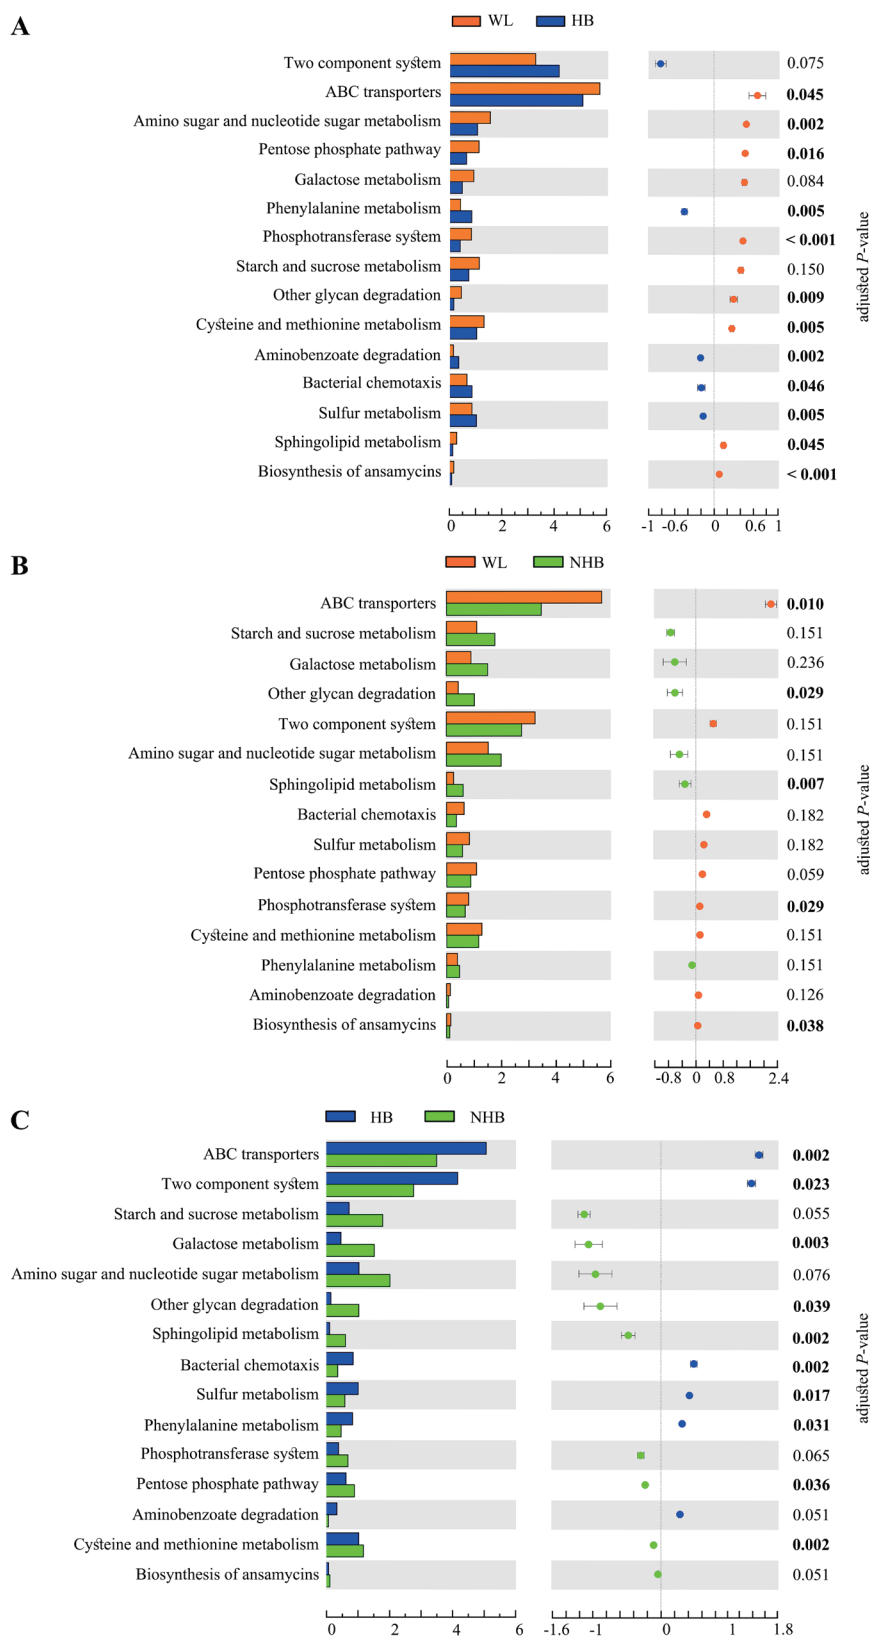 A
WL HB
Two component system 0.075
ABC transporters 0.045
Amino sugar and nucleotide sugar metabolism 0.002
Pentose phosphate pathway 0.016
Galactose metabolism 0.084
Phenylalanine metabolism 0.005
Phosphotransferase system < 0.001
Starch and sucrose metabolism 0.150
Other glycan degradation 0.009
Cysteine and methionine metabolism 0.005
Aminobenzoate degradation 0.002
Bacterial chemotaxis 0.046
Sulfur metabolism 0.005
Sphingolipid metabolism 0.045
Biosynthesis of ansamycins < 0.001
adjusted P-value
0 2 4 6 -1 -0.6 0 0.6 1
B
WL NHB
ABC transporters 0.010
Starch and sucrose metabolism 0.151
Galactose metabolism 0.236
Other glycan degradation 0.029
Two component system 0.151
Amino sugar and nucleotide sugar metabolism 0.151
Sphingolipid metabolism 0.007
Bacterial chemotaxis 0.182
Sulfur metabolism 0.182
Pentose phosphate pathway 0.059
Phosphotransferase system 0.029
Cysteine and methionine metabolism 0.151
Phenylalanine metabolism 0.151
Aminobenzoate degradation 0.126
Biosynthesis of ansamycins 0.038
adjusted P-value
0 2 4 6 -0.8 0 0.8 2.4
C
HB NHB
ABC transporters 0.002
Two component system 0.023
Starch and sucrose metabolism 0.055
Galactose metabolism 0.003
Amino sugar and nucleotide sugar metabolism 0.076
Other glycan degradation 0.039
Sphingolipid metabolism 0.002
Bacterial chemotaxis 0.002
Sulfur metabolism 0.017
Phenylalanine metabolism 0.031
Phosphotransferase system 0.065
Pentose phosphate pathway 0.036
Aminobenzoate degradation 0.051
Cysteine and methionine metabolism 0.002
Biosynthesis of ansamycins 0.051
adjusted P-value
0 2 4 6 -1.6 -1 0 1 1.8